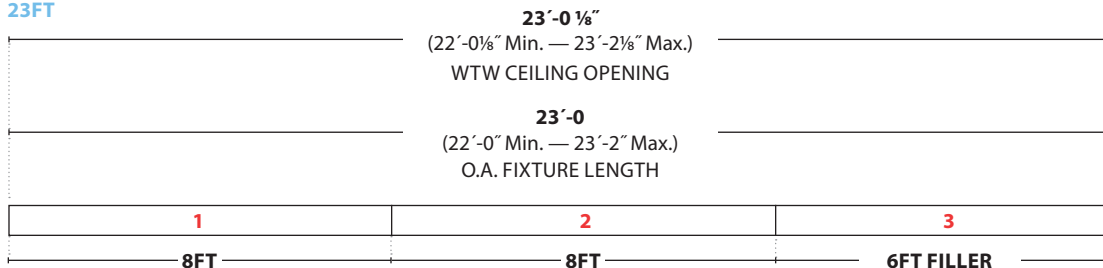 23FT
23´-0 ⅛˝
(22´-0⅛˝ Min. — 23´-2⅛˝ Max.)
WTW CEILING OPENING
23´-0
(22´-0˝ Min. — 23´-2˝ Max.)
O.A. FIXTURE LENGTH
1 2 3
8FT 8FT 6FT FILLER